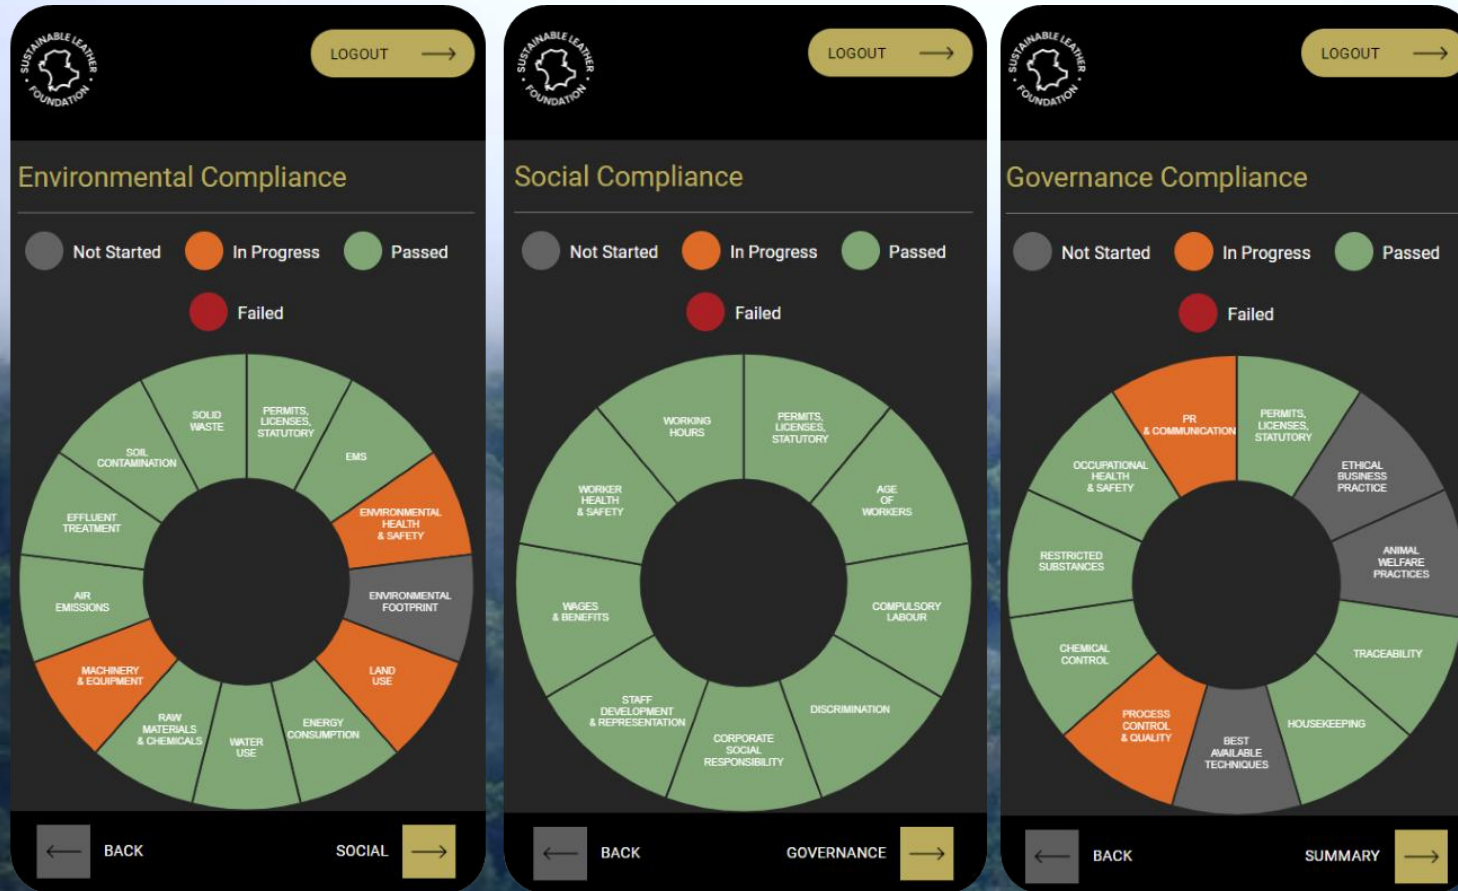 SUSTAINABLE LEATHER
FOUNDATION
LOGOUT
Environmental Compliance
Not Started
In Progress
Passed
Failed
PERMITS,
LICENSES,
STATUTORY
EMS
ENVIRONMENTAL
HEALTH
& SAFETY
ENVIRONMENTAL
FOOTPRINT
LAND
USE
ENERGY
CONSUMPTION
WATER
USE
RAW
MATERIALS
& CHEMICALS
MACHINERY
& EQUIPMENT
AIR
EMISSIONS
EFFLUENT
TREATMENT
SOIL
CONTAMINATION
SOLID
WASTE
BACK
SOCIAL
SUSTAINABLE LEATHER
FOUNDATION
LOGOUT
Social Compliance
Not Started
In Progress
Passed
Failed
PERMITS,
LICENSES,
STATUTORY
AGE
OF
WORKERS
COMPULSORY
LABOUR
DISCRIMINATION
CORPORATE
SOCIAL
RESPONSIBILITY
STAFF
DEVELOPMENT
& REPRESENTATION
WAGES
& BENEFITS
WORKER
HEALTH
& SAFETY
WORKING
HOURS
BACK
GOVERNANCE
SUSTAINABLE LEATHER
FOUNDATION
LOGOUT
Governance Compliance
Not Started
In Progress
Passed
Failed
PERMITS,
LICENSES,
STATUTORY
ETHICAL
BUSINESS
PRACTICE
ANIMAL
WELFARE
PRACTICES
TRACEABILITY
HOUSEKEEPING
BEST
AVAILABLE
TECHNIQUES
PROCESS
CONTROL
& QUALITY
CHEMICAL
CONTROL
RESTRICTED
SUBSTANCES
OCCUPATIONAL
HEALTH
& SAFETY
PR
& COMMUNICATION
BACK
SUMMARY